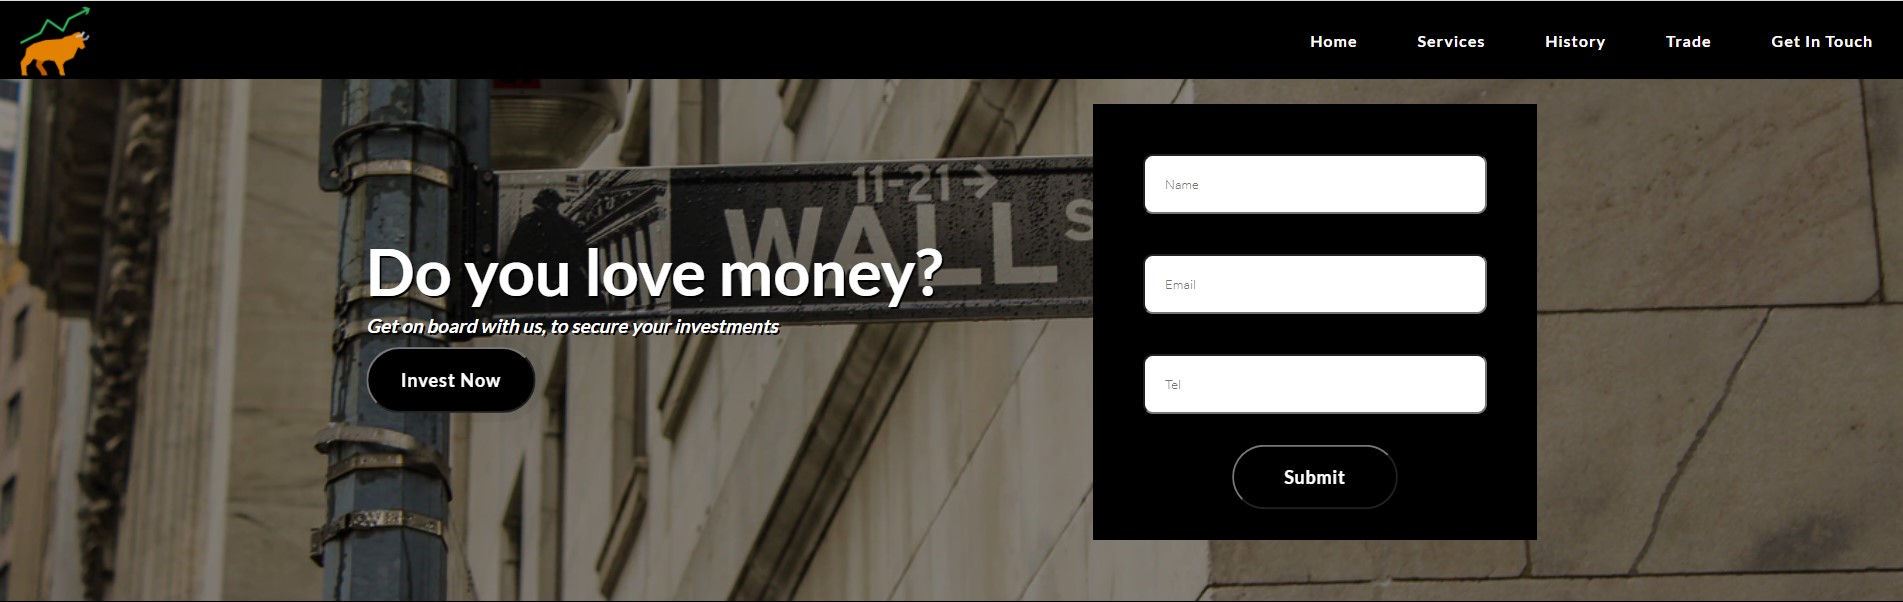 Home Services History Trade Get In Touch
11-21 →
WALL S
Do you love money?
Get on board with us, to secure your investments
Invest Now
Name
Email
Tel
Submit